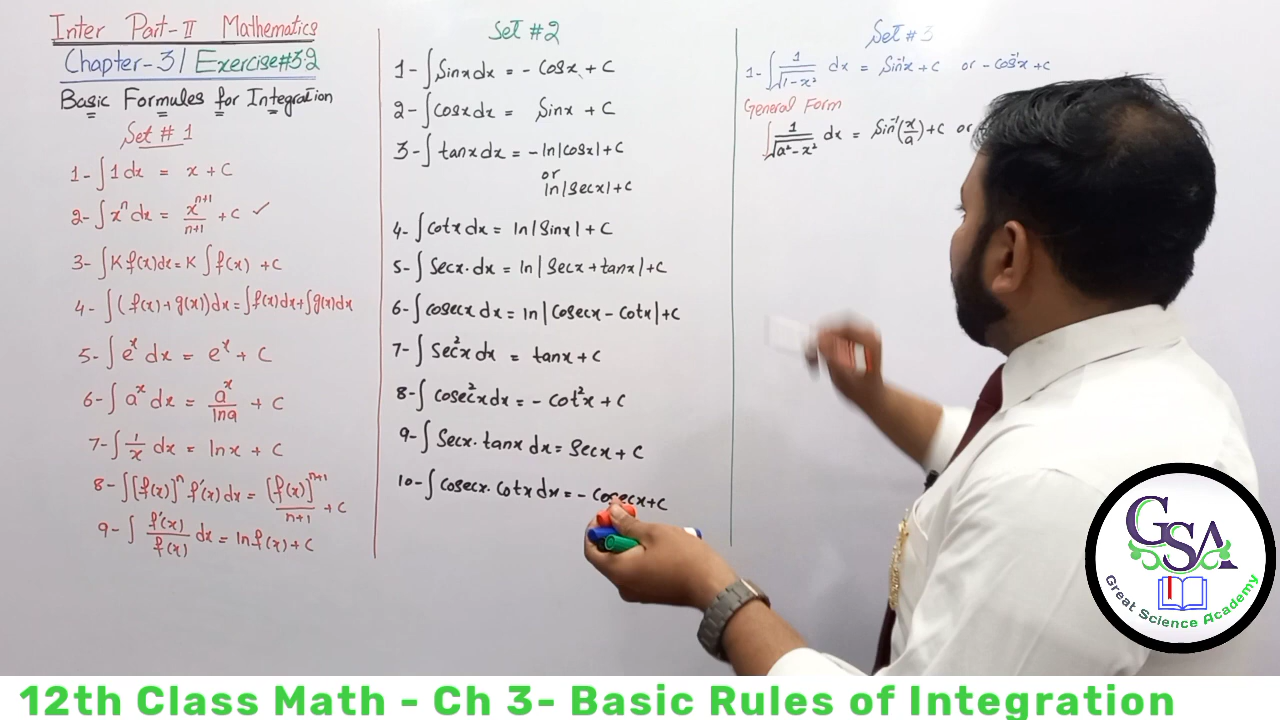 Inter Part-II Mathematics
Chapter-3 / Exercise#3.2
Basic Formules for Integration
Set # 1
1- ∫1 dx = x + C
2- ∫xⁿ dx = xⁿ⁺¹/n+1 + C ✓
3- ∫K f(x)dx = K ∫f(x) + C
4- ∫(f(x)+g(x))dx = ∫f(x)dx + ∫g(x)dx
5- ∫eˣ dx = eˣ + C
6- ∫aˣ dx = aˣ/lna + C
7- ∫1/x dx = lnx + C
8- ∫[f(x)]ⁿ f'(x) dx = [f(x)]ⁿ⁺¹/n+1 + C
9- ∫f'(x)/f(x) dx = ln f(x) + C
Set #2
1- ∫Sinx dx = - Cosx + C
2- ∫Cosx dx = Sinx + C
3- ∫tanx dx = - ln|Cosx| + C
or
ln|Secx| + C
4- ∫Cotx dx = ln|Sinx| + C
5- ∫Secx. dx = ln|Secx + tanx| + C
6- ∫Cosecx dx = ln|Cosecx - Cotx| + C
7- ∫Sec²x dx = tanx + C
8- ∫Cosec²x dx = - Cot²x + C
9- ∫Secx. tanx dx = Secx + C
10- ∫Cosecx. Cotx dx = - Cosecx + C
Set # 3
1- ∫1/√1-x² dx = Sin⁻¹x + C or - Cos⁻¹x + C
General Form
∫1/√a²-x² dx = Sin⁻¹(x/a) + C or
GSA
Great Science Academy
12th Class Math - Ch 3- Basic Rules of Integration